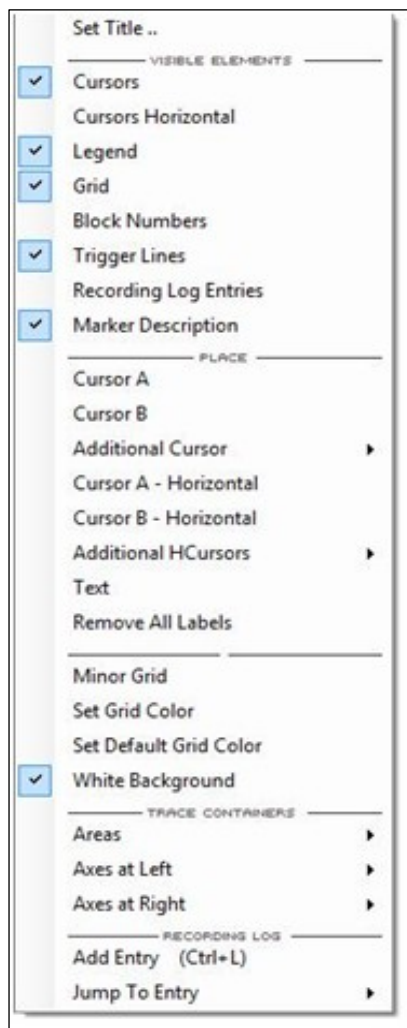 Set Title ..
VISIBLE ELEMENTS
Cursors
Cursors Horizontal
Legend
Grid
Block Numbers
Trigger Lines
Recording Log Entries
Marker Description
PLACE
Cursor A
Cursor B
Additional Cursor
Cursor A - Horizontal
Cursor B - Horizontal
Additional HCursors
Text
Remove All Labels
Minor Grid
Set Grid Color
Set Default Grid Color
White Background
TRACE CONTAINERS
Areas
Axes at Left
Axes at Right
RECORDING LOG
Add Entry (Ctrl+L)
Jump To Entry